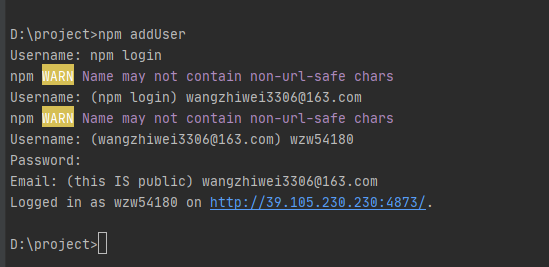 D:\project>npm addUser
Username: npm login
npm WARN Name may not contain non-url-safe chars
Username: (npm login) wangzhiwei3306@163.com
npm WARN Name may not contain non-url-safe chars
Username: (wangzhiwei3306@163.com) wzw54180
Password:
Email: (this IS public) wangzhiwei3306@163.com
Logged in as wzw54180 on http://39.105.230.230:4873/.
D:\project>